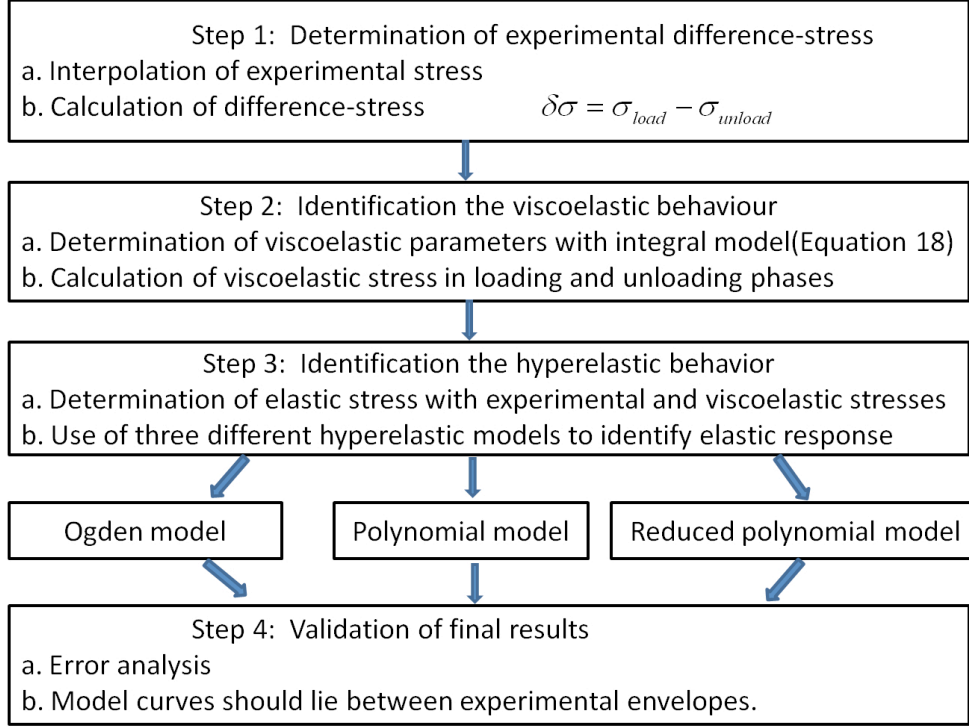 Step 1: Determination of experimental difference-stress
a. Interpolation of experimental stress
b. Calculation of difference-stress δσ = σ_load − σ_unload
Step 2: Identification the viscoelastic behaviour
a. Determination of viscoelastic parameters with integral model(Equation 18)
b. Calculation of viscoelastic stress in loading and unloading phases
Step 3: Identification the hyperelastic behavior
a. Determination of elastic stress with experimental and viscoelastic stresses
b. Use of three different hyperelastic models to identify elastic response
Ogden model
Polynomial model
Reduced polynomial model
Step 4: Validation of final results
a. Error analysis
b. Model curves should lie between experimental envelopes.